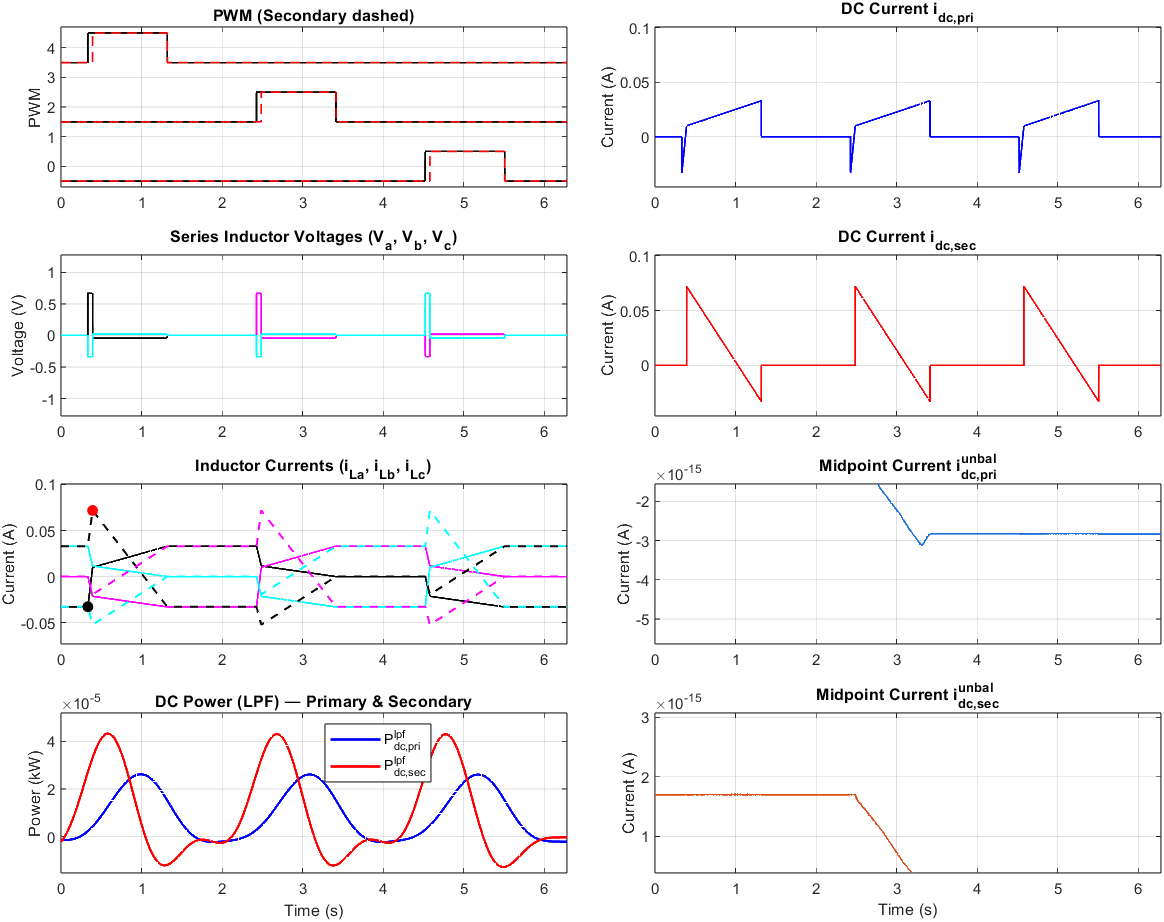 PWM (Secondary dashed)
PWM
4
3
2
1
0
0 1 2 3 4 5 6
DC Current i_dc,pri
Current (A)
0.1
0.05
0
0 1 2 3 4 5 6
Series Inductor Voltages (V_a, V_b, V_c)
Voltage (V)
1
0.5
0
-0.5
-1
0 1 2 3 4 5 6
DC Current i_dc,sec
Current (A)
0.1
0.05
0
0 1 2 3 4 5 6
Inductor Currents (i_La, i_Lb, i_Lc)
Current (A)
0.1
0.05
0
-0.05
0 1 2 3 4 5 6
Midpoint Current i^unbal_dc,pri
×10^-15
Current (A)
-2
-3
-4
-5
0 1 2 3 4 5 6
DC Power (LPF) — Primary & Secondary
×10^-5
Power (kW)
4
2
0
P^lpf_dc,pri
P^lpf_dc,sec
0 1 2 3 4 5 6
Time (s)
Midpoint Current i^unbal_dc,sec
×10^-15
Current (A)
3
2
1
0 1 2 3 4 5 6
Time (s)